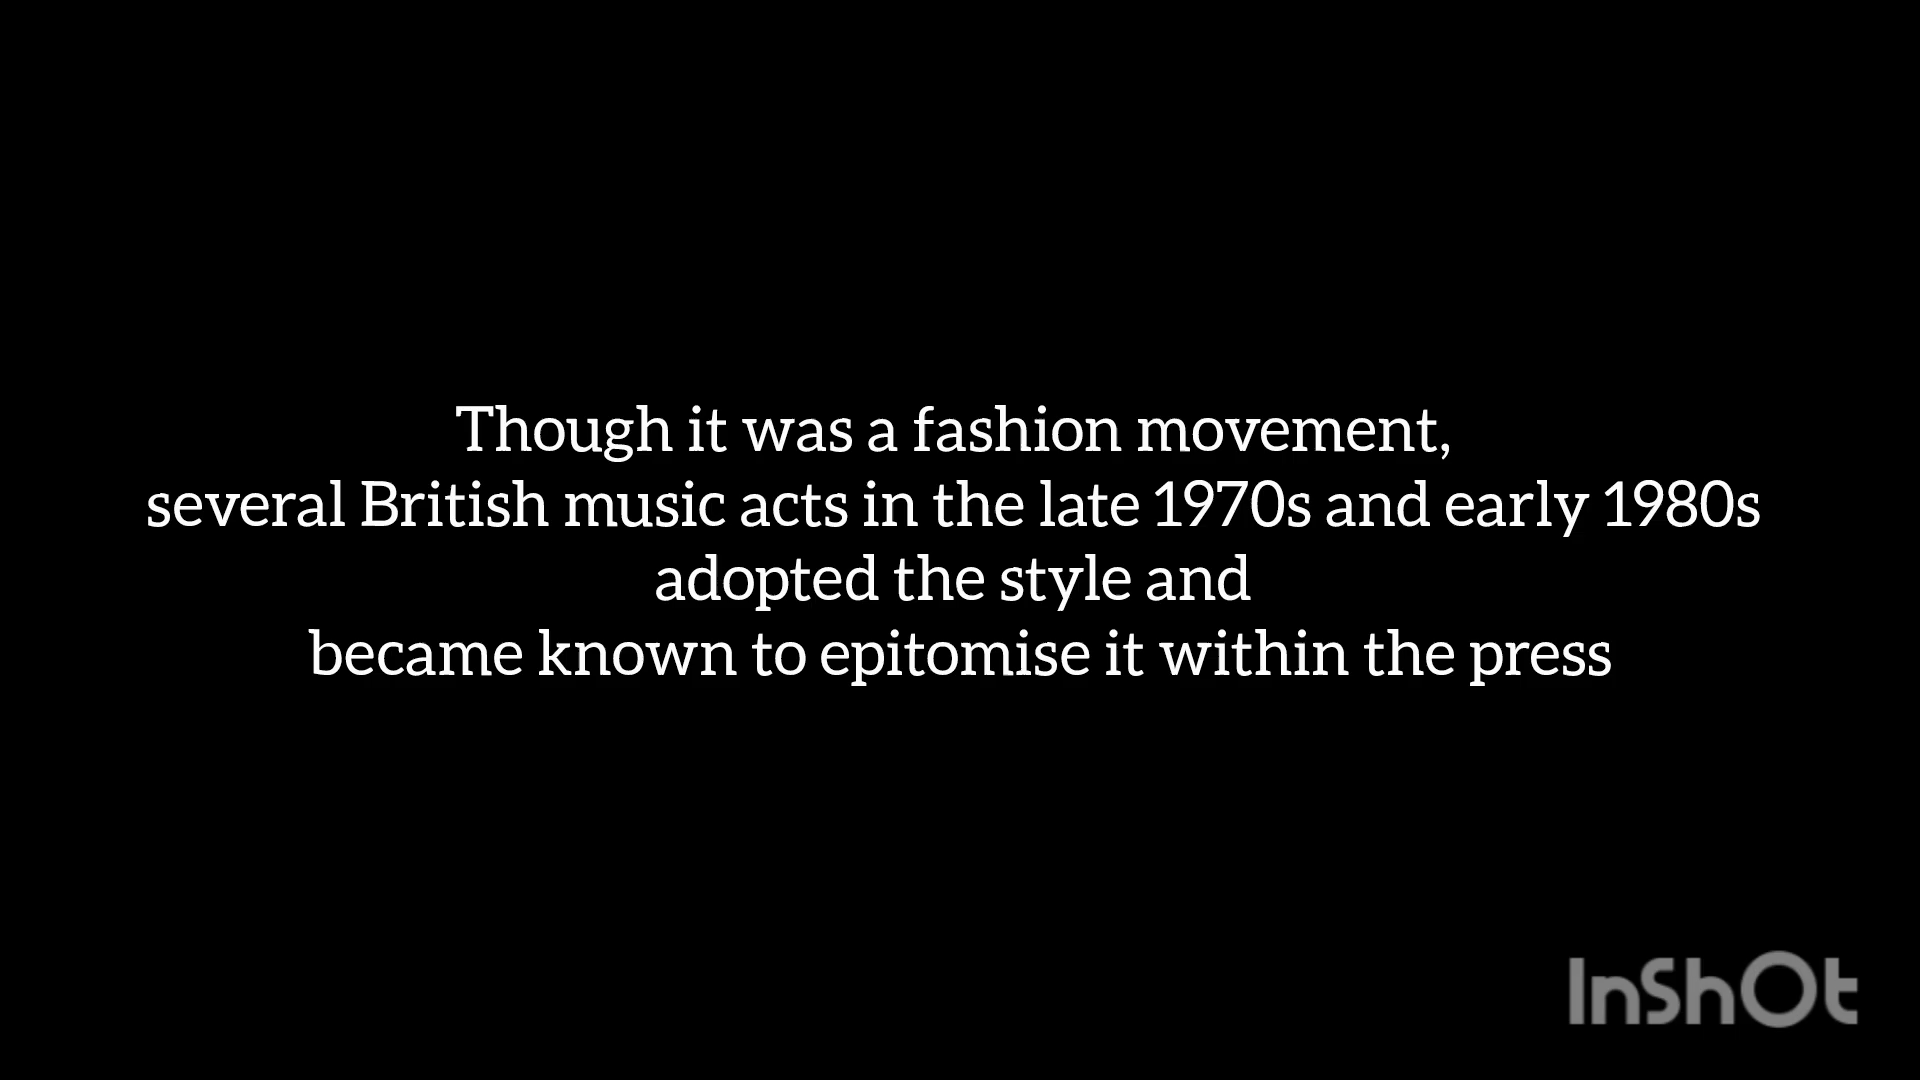 Though it was a fashion movement,
several British music acts in the late 1970s and early 1980s
adopted the style and
became known to epitomise it within the press
InShOt